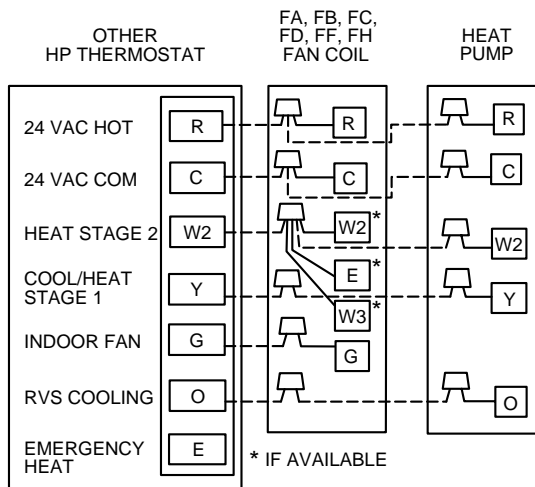 OTHER
HP THERMOSTAT
FA, FB, FC,
FD, FF, FH
FAN COIL
HEAT
PUMP
24 VAC HOT R R R
24 VAC COM C C C
HEAT STAGE 2 W2 W2* W2
E*
COOL/HEAT
STAGE 1 Y W3* Y
INDOOR FAN G G
RVS COOLING O O
EMERGENCY
HEAT E
* IF AVAILABLE